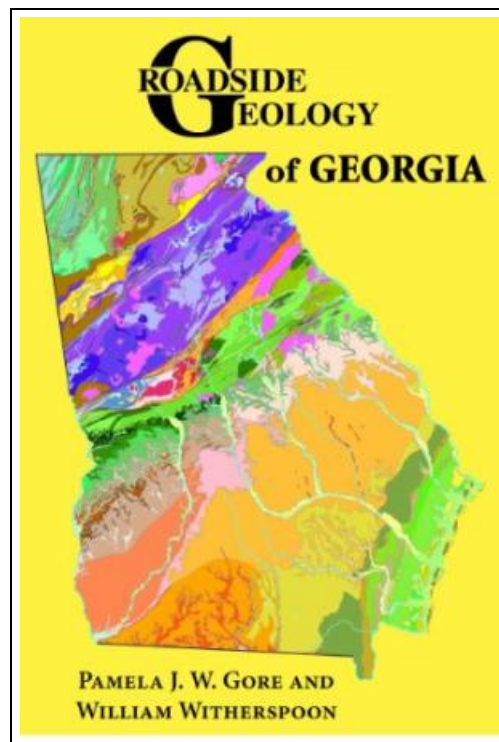 ROADSIDE
GEOLOGY
of GEORGIA
PAMELA J. W. GORE AND
WILLIAM WITHERSPOON